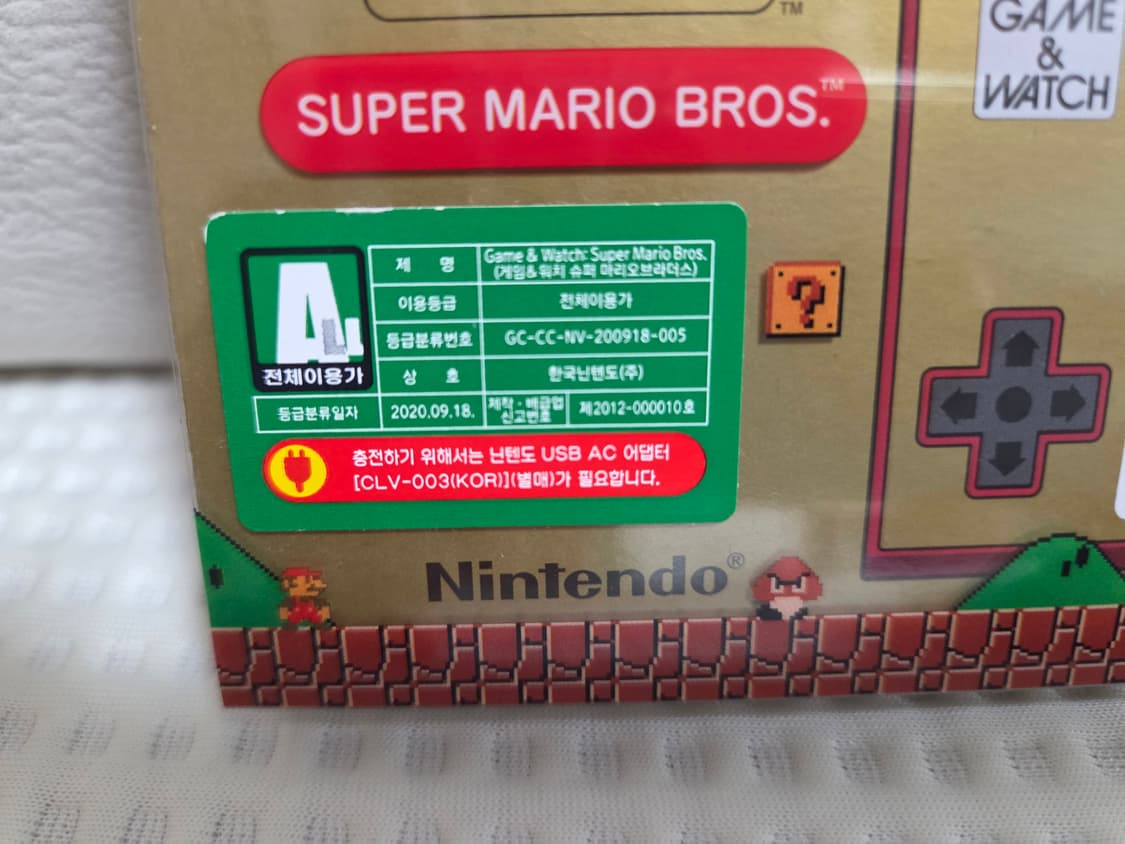 TM
GAME
&
WATCH
SUPER MARIO BROS.™
ALL
전체이용가
제 명
Game & Watch: Super Mario Bros.
(게임&워치 슈퍼 마리오브라더스)
이용등급
전체이용가
등급분류번호
GC-CC-NV-200918-005
상 호
한국닌텐도(주)
등급분류일자
2020.09.18.
제작·배급업
신고번호
제2012-000010호
충전하기 위해서는 닌텐도 USB AC 어댑터
[CLV-003(KOR)](별매)가 필요합니다.
?
Nintendo®